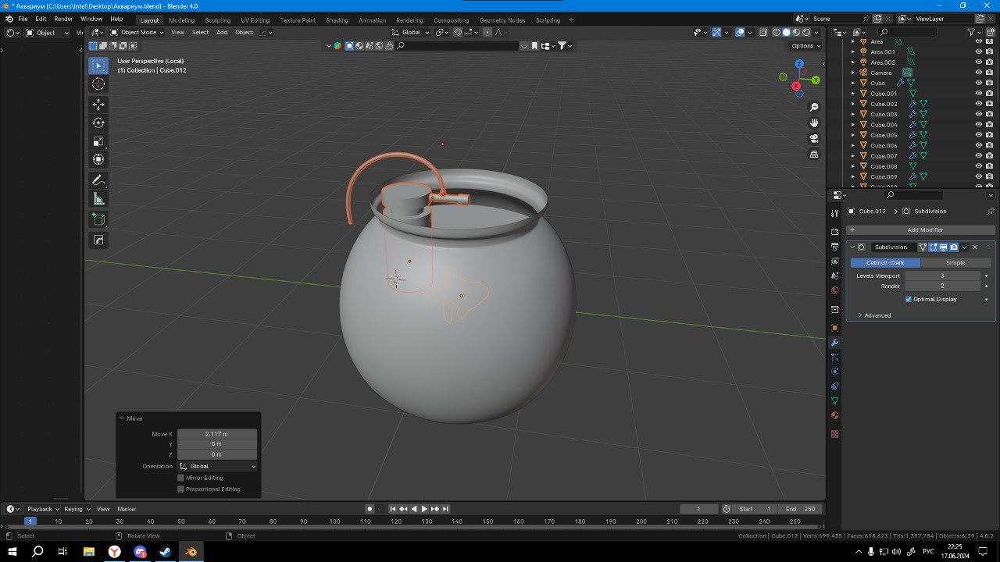 * Аквариум [C:\Users\Intel\Desktop\Аквариум.blend] - Blender 4.0
File Edit Render Window Help Layout Modeling Sculpting UV Editing Texture Paint Shading Animation Rendering Compositing Geometry Nodes Scripting + Scene ViewLayer
Object Object Mode View Select Add Object Global
Options
User Perspective (Local)
(1) Collection | Cube.012
Y
Z
X
Area
Area.001
Area.002
Camera
Cube
Cube.001
Cube.002
Cube.003
Cube.004
Cube.005
Cube.006
Cube.007
Cube.008
Cube.009
Cube.010
Cube.012 > Subdivision
+ Add Modifier
Subdivision
Catmull-Clark Simple
Levels Viewport 3
Render 2
Optimal Display
Advanced
Move
Move X 2.117 m
Y 0 m
Z 0 m
Orientation Global
Mirror Editing
Proportional Editing
Playback Keying View Marker 1 Start 1 End 250
1 10 20 30 40 50 60 70 80 90 100 110 120 130 140 150 160 170 180 190 200 210 220 230 240 250
Select Rotate View Object Collection | Cube.012 | Verts:699,435 | Faces:698,623 | Tris:1,397,784 | Objects:6/39 | 4.0.2
РУС 22:25
17.06.2024